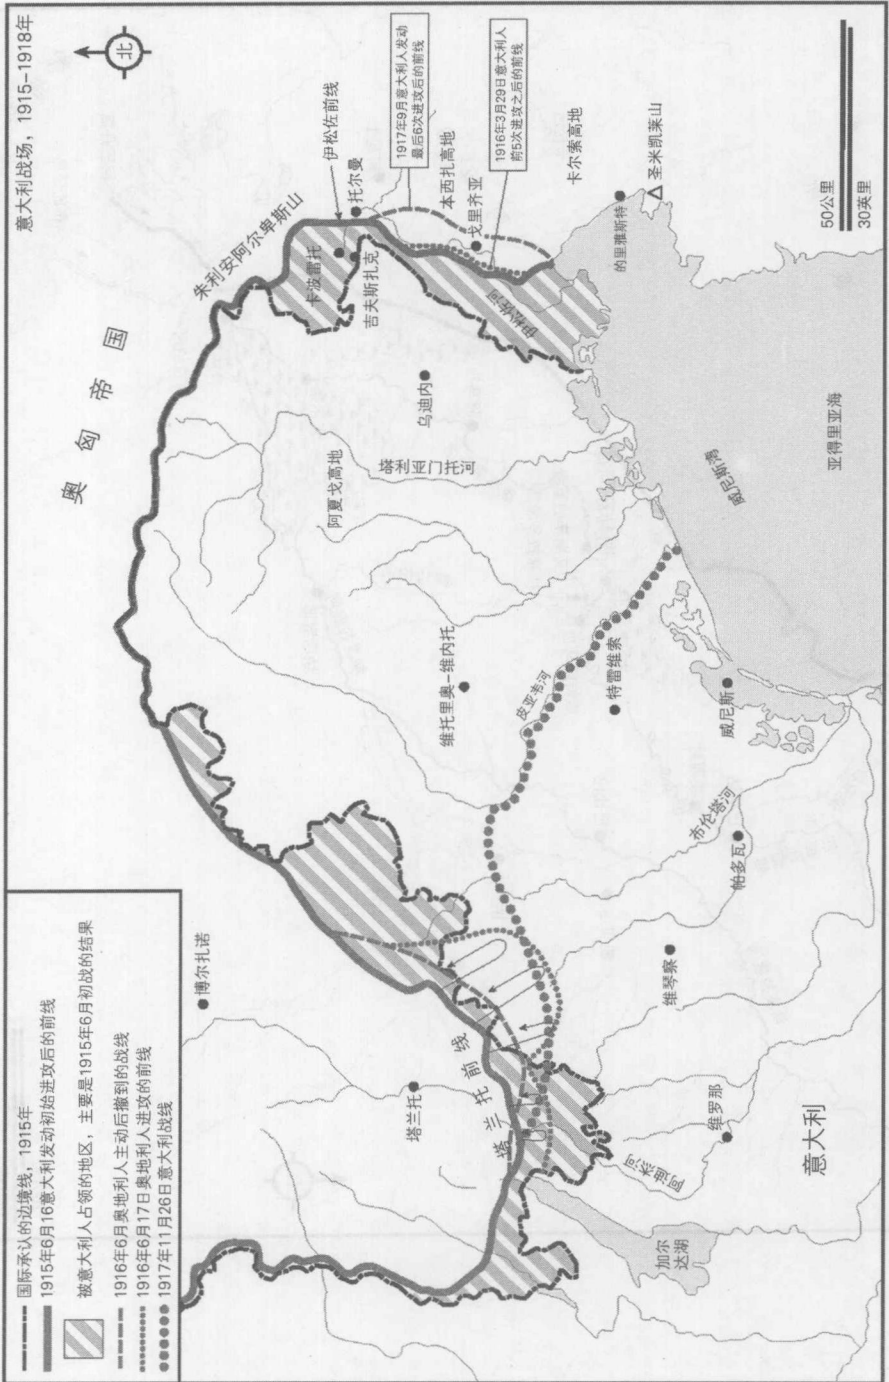 意大利战场，1915-1918年
北
国际承认的边境线，1915年
1915年6月16意大利发动初始进攻后的前线
被意大利人占领的地区，主要是1915年6月初战的结果
1916年6月奥地利人主动后撤到的战线
1916年6月17日奥地利人进攻的前线
1917年11月26日意大利战线
奥匈帝国
朱利安阿尔卑斯山
伊松佐前线
托尔曼
1917年9月意大利人发动
最后6次进攻后的前线
本西扎高地
1916年3月29日意大利人
前5次进攻之后的前线
戈里齐亚
卡尔索高地
的里雅斯特
圣米凯莱山
卡波雷托
吉夫斯扎克
伊松佐河
乌迪内
塔利亚门托河
阿夏戈高地
威尼斯湾
亚得里亚海
维托里奥-维内托
皮亚韦河
特雷维索
威尼斯
博尔扎诺
塔兰托
塔兰托前线
布伦塔河
帕多瓦
维琴察
维罗那
阿迪杰河
加尔
达湖
意大利
50公里
30英里